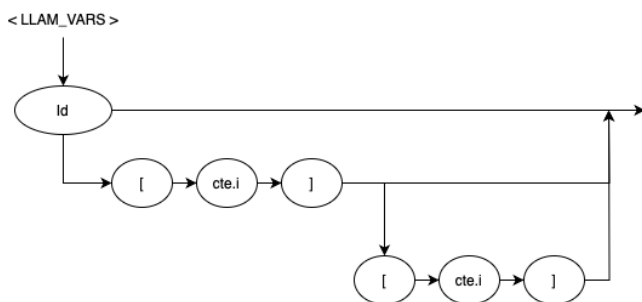 < LLAM_VARS >
Id
[ cte.i ]
[ cte.i ]